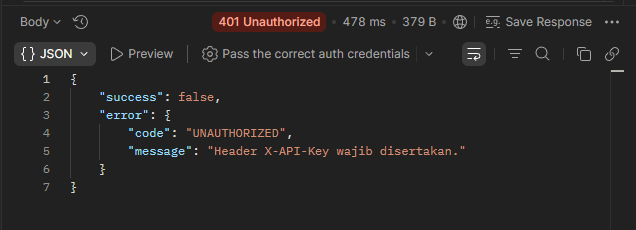 Body 401 Unauthorized • 478 ms • 379 B • e.g. Save Response
{ } JSON Preview Pass the correct auth credentials
1 {
2 "success": false,
3 "error": {
4 "code": "UNAUTHORIZED",
5 "message": "Header X-API-Key wajib disertakan."
6 }
7 }